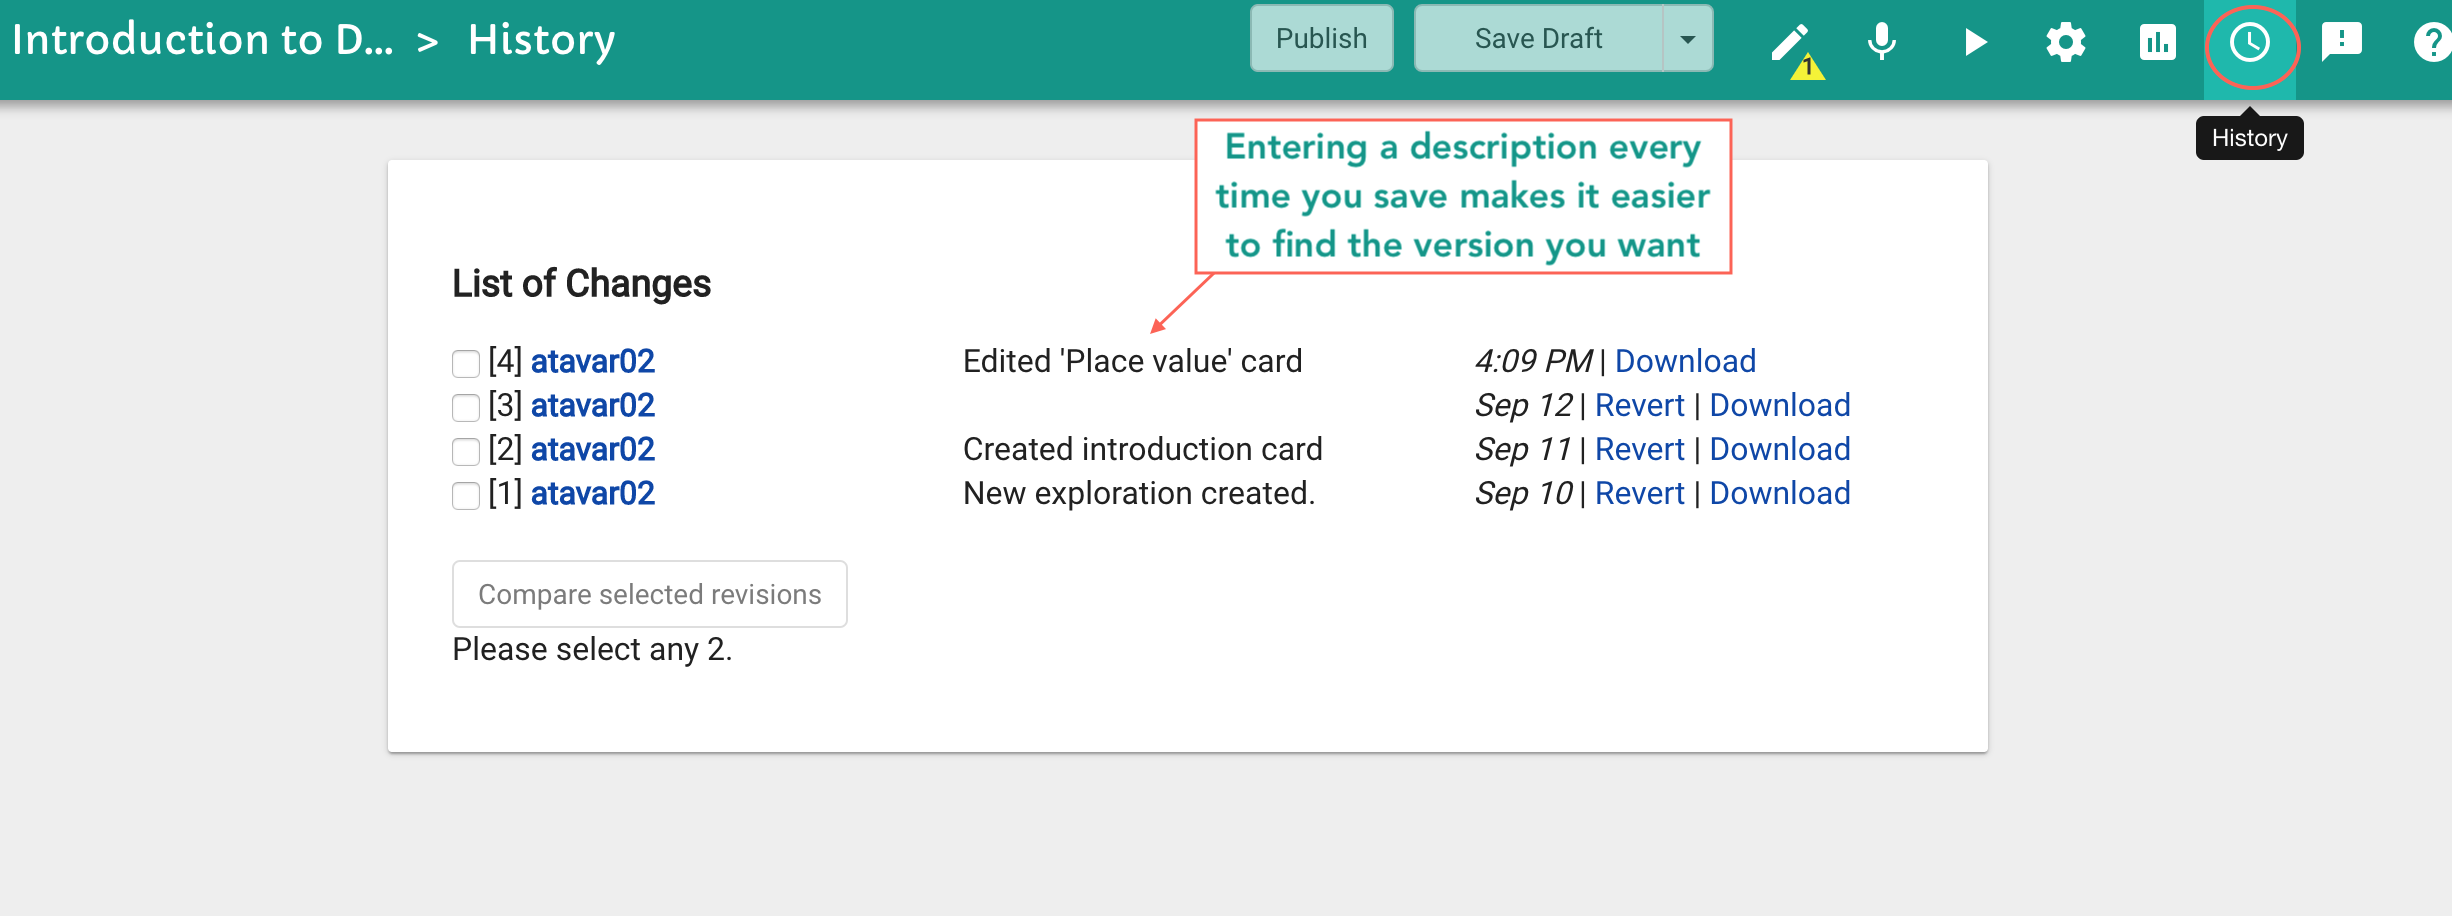 Introduction to D... > History
Publish
Save Draft
1
History
Entering a description every
time you save makes it easier
to find the version you want
List of Changes
[4] atavar02 Edited 'Place value' card 4:09 PM | Download
[3] atavar02 Sep 12 | Revert | Download
[2] atavar02 Created introduction card Sep 11 | Revert | Download
[1] atavar02 New exploration created. Sep 10 | Revert | Download
Compare selected revisions
Please select any 2.